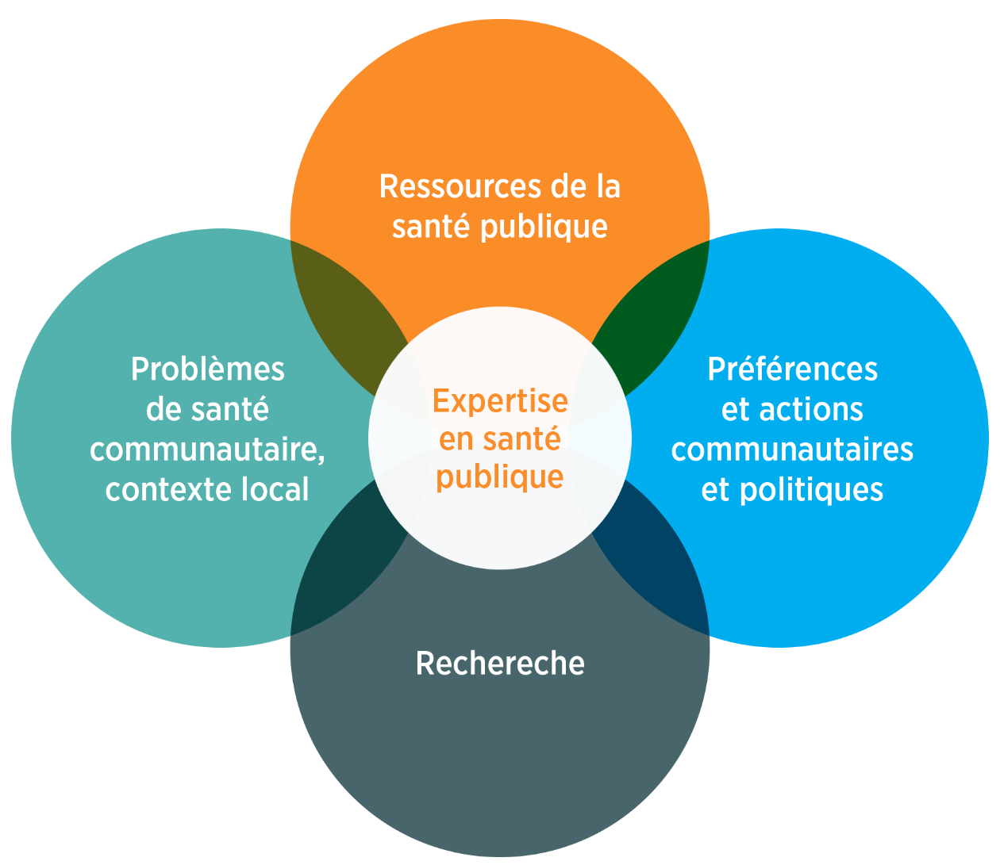 Ressources de la
santé publique
Problèmes
de santé
communautaire,
contexte local
Expertise
en santé
publique
Préférences
et actions
communautaires
et politiques
Rechereche